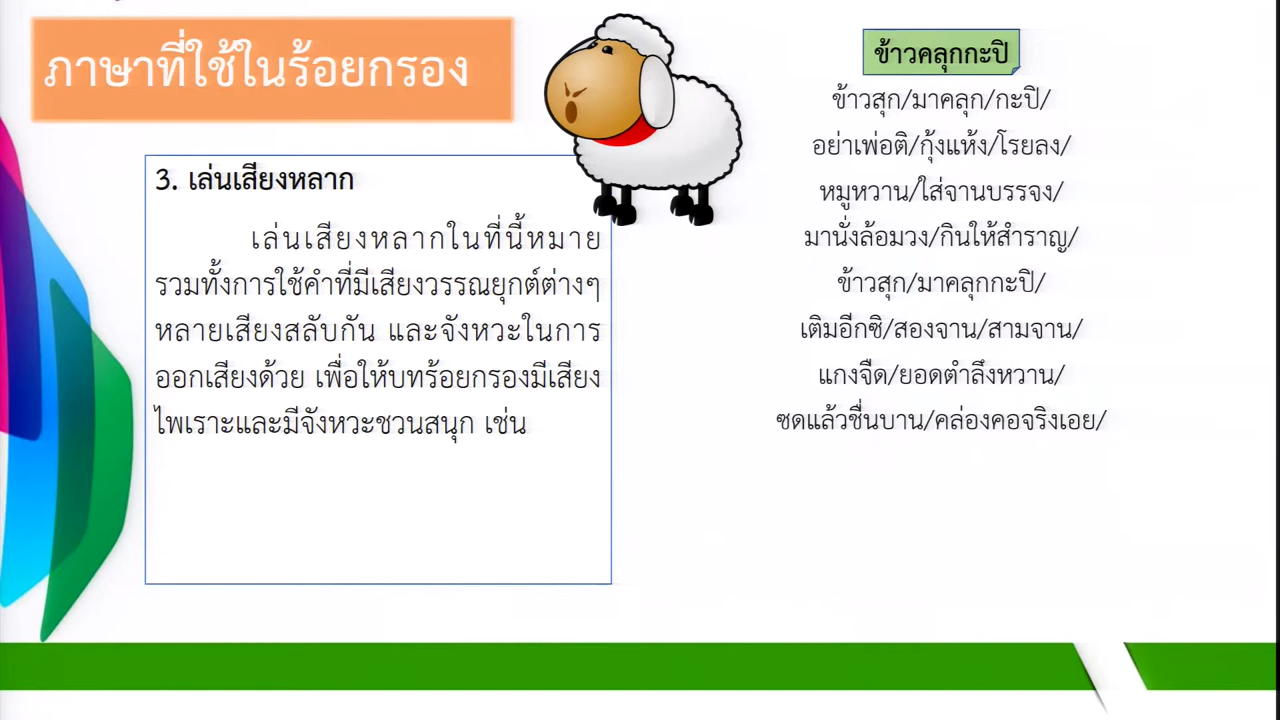 ภาษาที่ใช้ในร้อยกรอง
3. เล่นเสียงหลาก
เล่นเสียงหลากในที่นี้หมาย
รวมทั้งการใช้คำที่มีเสียงวรรณยุกต์ต่างๆ
หลายเสียงสลับกัน และจังหวะในการ
ออกเสียงด้วย เพื่อให้บทร้อยกรองมีเสียง
ไพเราะและมีจังหวะชวนสนุก เช่น
ข้าวคลุกกะปิ
ข้าวสุก/มาคลุก/กะปิ/
อย่าเพ่อติ/กุ้งแห้ง/โรยลง/
หมูหวาน/ใส่จานบรรจง/
มานั่งล้อมวง/กินให้สำราญ/
ข้าวสุก/มาคลุกกะปิ/
เติมอีกซิ/สองจาน/สามจาน/
แกงจืด/ยอดตำลึงหวาน/
ซดแล้วชื่นบาน/คล่องคอจริงเอย/